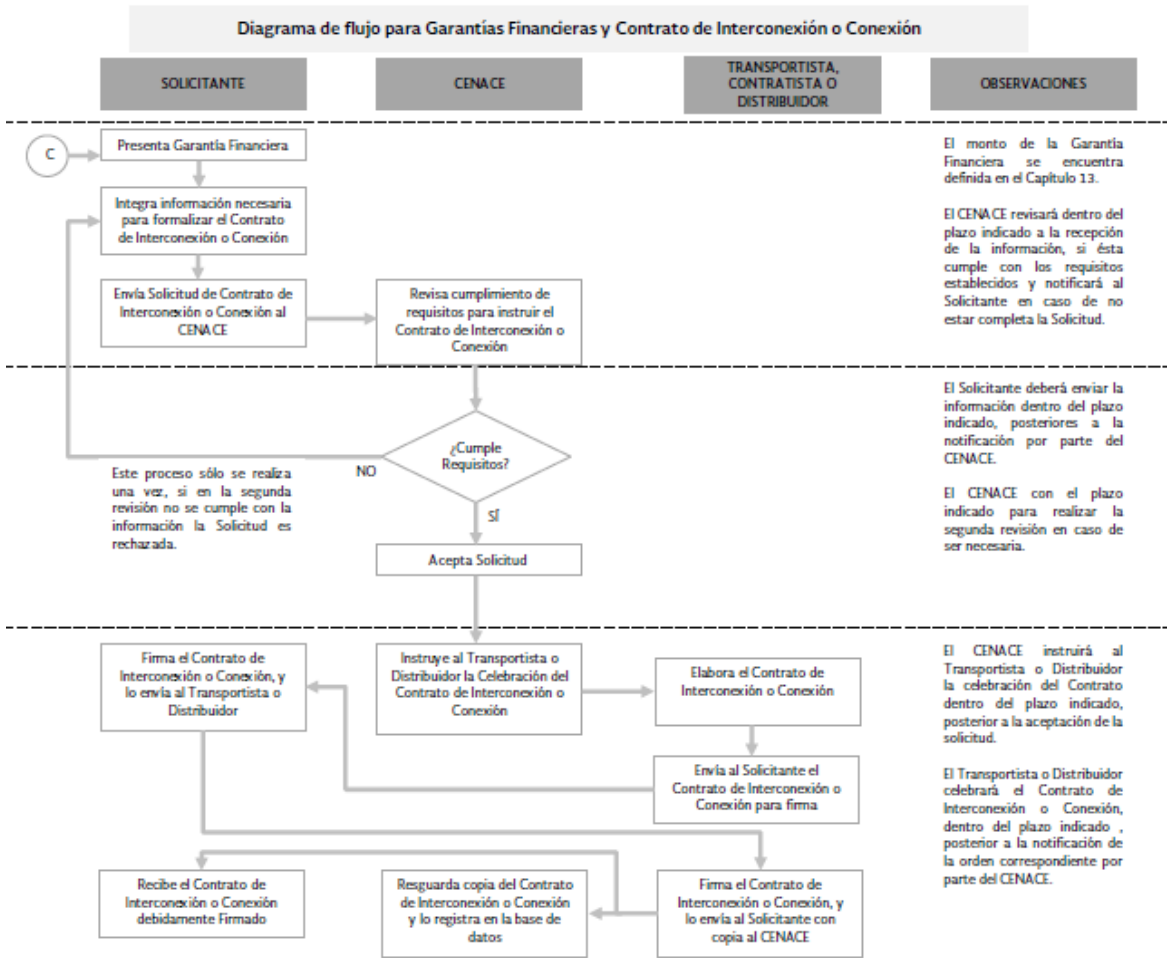 Diagrama de flujo para Garantías Financieras y Contrato de Interconexión o Conexión
SOLICITANTE
CENACE
TRANSPORTISTA,
CONTRATISTA O
DISTRIBUIDOR
OBSERVACIONES
C
Presenta Garantía Financiera
Integra información necesaria
para formalizar el Contrato
de Interconexión o Conexión
Envía Solicitud de Contrato de
Interconexión o Conexión al
CENACE
Revisa cumplimiento de
requisitos para instruir el
Contrato de Interconexión o
Conexión
El monto de la Garantía
Financiera se encuentra
definida en el Capítulo 13.
El CENACE revisará dentro del
plazo indicado a la recepción
de la información, si ésta
cumple con los requisitos
establecidos y notificará al
Solicitante en caso de no
estar completa la Solicitud.
¿Cumple
Requisitos?
NO
SÍ
Este proceso sólo se realiza
una vez, si en la segunda
revisión no se cumple con la
información la Solicitud es
rechazada.
Acepta Solicitud
El Solicitante deberá enviar la
información dentro del plazo
indicado, posteriores a la
notificación por parte del
CENACE.
El CENACE con el plazo
indicado para realizar la
segunda revisión en caso de
ser necesaria.
Firma el Contrato de
Interconexión o Conexión, y
lo envía al Transportista o
Distribuidor
Instruye al Transportista o
Distribuidor la Celebración del
Contrato de Interconexión o
Conexión
Elabora el Contrato de
Interconexión o Conexión
Envía al Solicitante el
Contrato de Interconexión o
Conexión para firma
Recibe el Contrato de
Interconexión o Conexión
debidamente Firmado
Resguarda copia del Contrato
de Interconexión o Conexión
y lo registra en la base de
datos
Firma el Contrato de
Interconexión o Conexión, y
lo envía al Solicitante con
copia al CENACE
El CENACE instruirá al
Transportista o Distribuidor
la celebración del Contrato
dentro del plazo indicado,
posterior a la aceptación de la
solicitud.
El Transportista o Distribuidor
celebrará el Contrato de
Interconexión o Conexión,
dentro del plazo indicado ,
posterior a la notificación de
la orden correspondiente por
parte del CENACE.